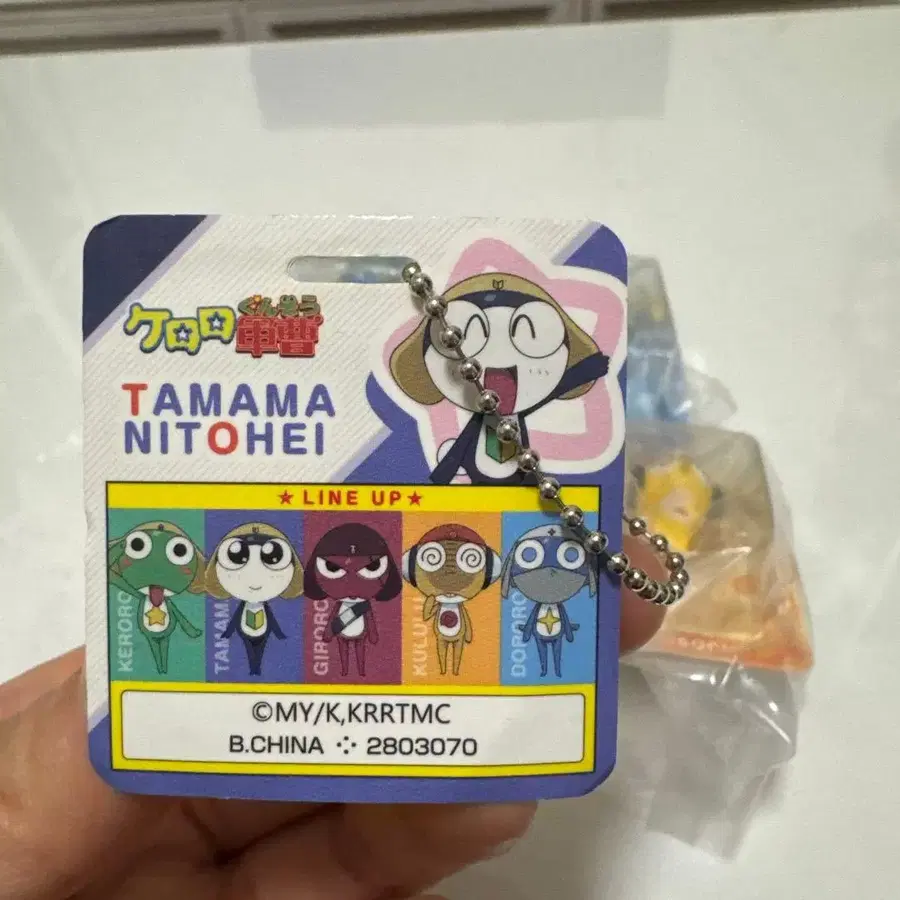 ケロロ軍曹
ぐんそう
TAMAMA
NITOHEI
★ LINE UP ★
KERORO
TAMAM
GIRORO
KULULU
DORORO
©MY/K,KRRTMC
B.CHINA ⁘ 2803070